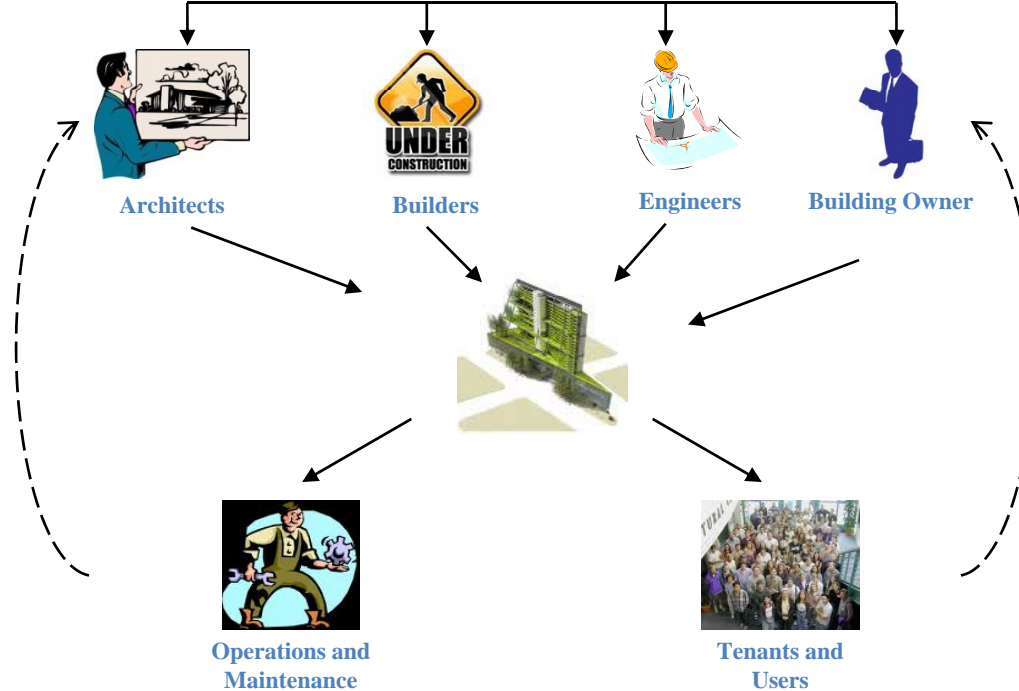 UNDER
CONSTRUCTION
Architects
Builders
Engineers
Building Owner
Operations and
Maintenance
Tenants and
Users